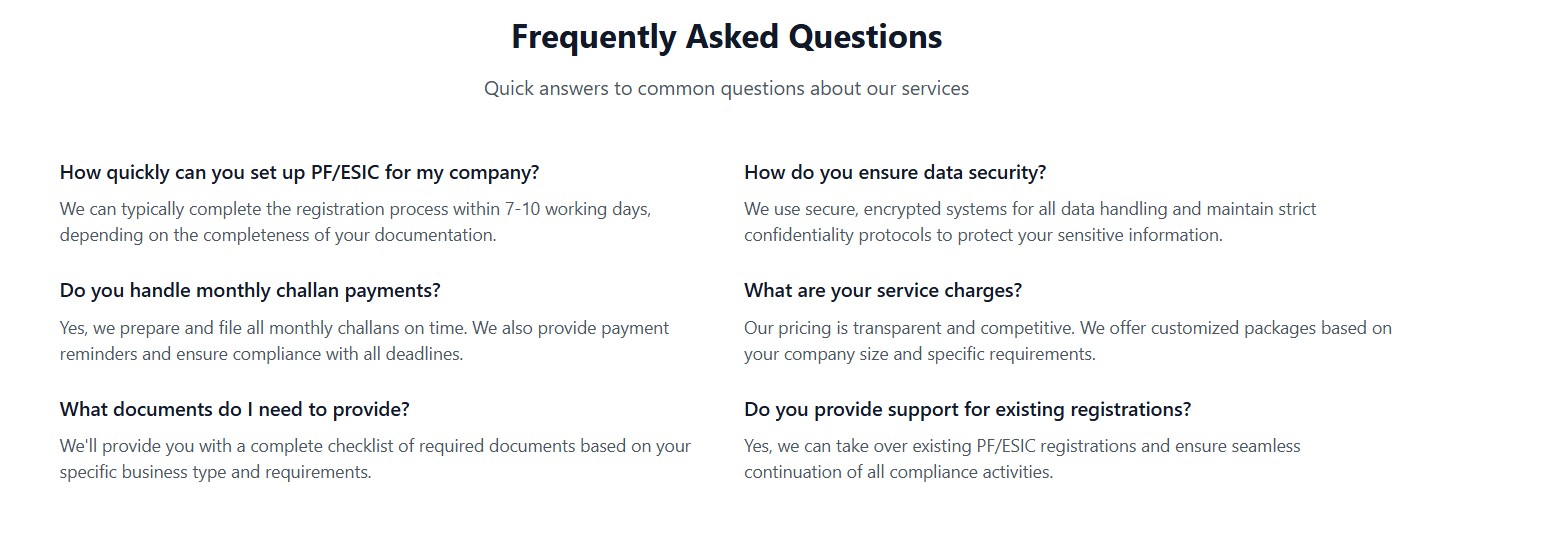 Frequently Asked Questions
Quick answers to common questions about our services
How quickly can you set up PF/ESIC for my company?
We can typically complete the registration process within 7-10 working days,
depending on the completeness of your documentation.
Do you handle monthly challan payments?
Yes, we prepare and file all monthly challans on time. We also provide payment
reminders and ensure compliance with all deadlines.
What documents do I need to provide?
We'll provide you with a complete checklist of required documents based on your
specific business type and requirements.
How do you ensure data security?
We use secure, encrypted systems for all data handling and maintain strict
confidentiality protocols to protect your sensitive information.
What are your service charges?
Our pricing is transparent and competitive. We offer customized packages based on
your company size and specific requirements.
Do you provide support for existing registrations?
Yes, we can take over existing PF/ESIC registrations and ensure seamless
continuation of all compliance activities.